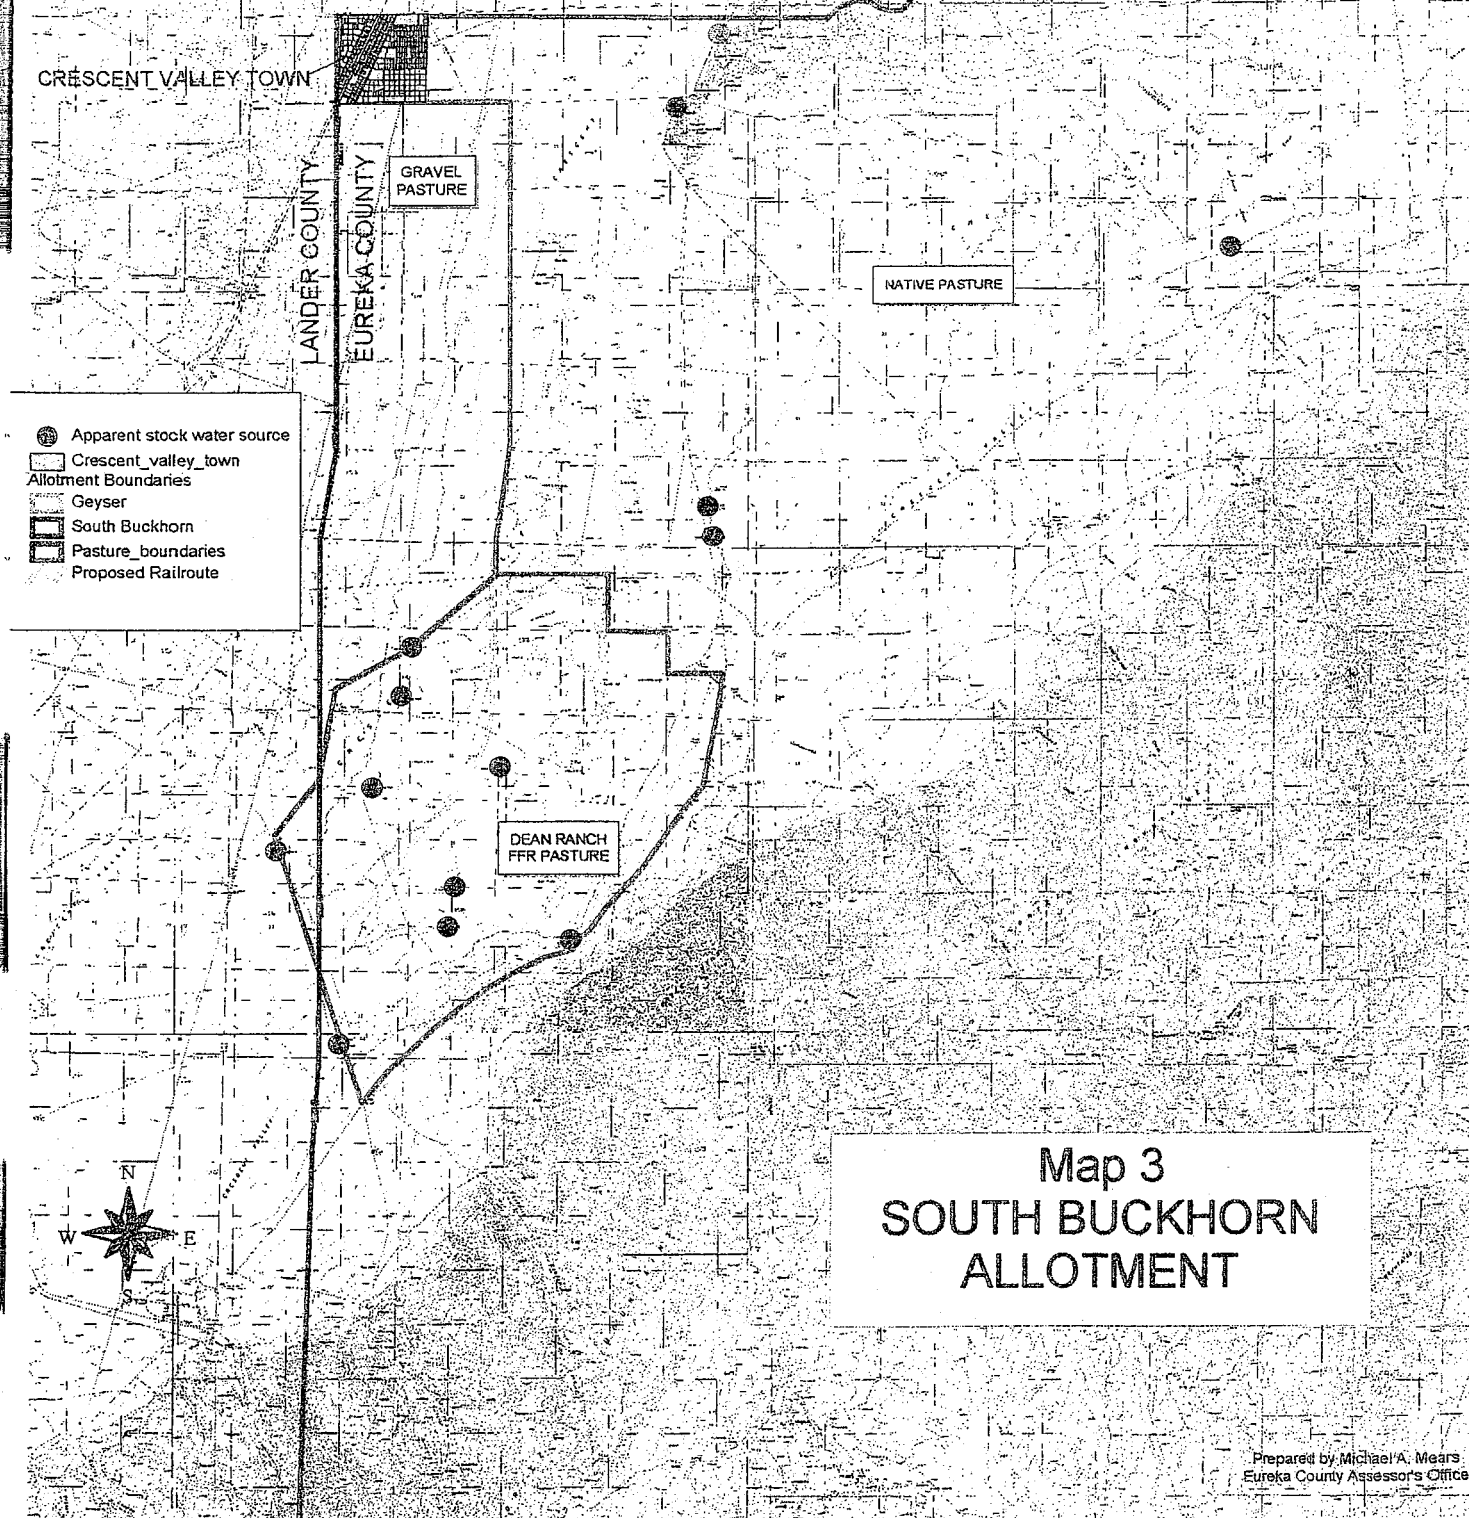 CRESCENT VALLEY TOWN
GRAVEL
PASTURE
LANDER COUNTY
EUREKA COUNTY
NATIVE PASTURE
Apparent stock water source
Crescent_valley_town
Allotment Boundaries
Geyser
South Buckhorn
Pasture_boundaries
Proposed Railroute
DEAN RANCH
FFR PASTURE
CRESCENT VALLEY
N
W
E
S
Map 3
SOUTH BUCKHORN
ALLOTMENT
Prepared by Michael A. Mears
Eureka County Assessor's Office